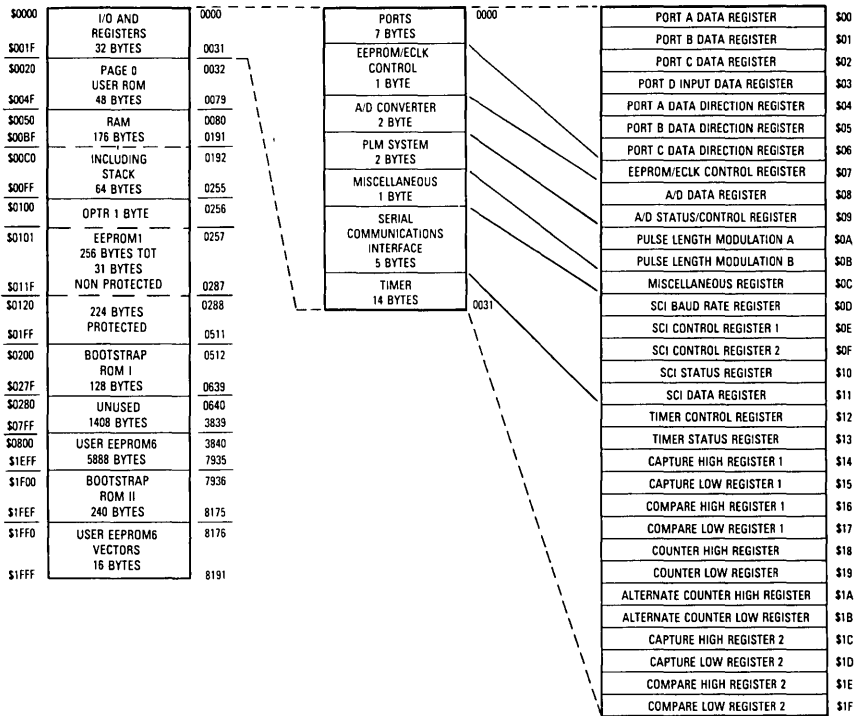 $0000 I/O AND 0000
REGISTERS
$001F 32 BYTES 0031
$0020 PAGE 0 0032
USER ROM
$004F 48 BYTES 0079
$0050 RAM 0080
$00BF 176 BYTES 0191
$00C0 INCLUDING 0192
STACK
$00FF 64 BYTES 0255
$0100 OPTR 1 BYTE 0256
$0101 EEPROM1 0257
256 BYTES TOT
31 BYTES
$011F NON PROTECTED 0287
$0120 224 BYTES 0288
$01FF PROTECTED 0511
$0200 BOOTSTRAP 0512
ROM I
$027F 128 BYTES 0639
$0280 UNUSED 0640
$07FF 1408 BYTES 3839
$0800 USER EEPROM6 3840
$1EFF 5888 BYTES 7935
$1F00 BOOTSTRAP 7936
ROM II
$1FEF 240 BYTES 8175
$1FF0 USER EEPROM6 8176
VECTORS
$1FFF 16 BYTES 8191
PORTS 0000
7 BYTES
EEPROM/ECLK
CONTROL
1 BYTE
A/D CONVERTER
2 BYTE
PLM SYSTEM
2 BYTES
MISCELLANEOUS
1 BYTE
SERIAL
COMMUNICATIONS
INTERFACE
5 BYTES
TIMER
14 BYTES 0031
PORT A DATA REGISTER $00
PORT B DATA REGISTER $01
PORT C DATA REGISTER $02
PORT D INPUT DATA REGISTER $03
PORT A DATA DIRECTION REGISTER $04
PORT B DATA DIRECTION REGISTER $05
PORT C DATA DIRECTION REGISTER $06
EEPROM/ECLK CONTROL REGISTER $07
A/D DATA REGISTER $08
A/D STATUS/CONTROL REGISTER $09
PULSE LENGTH MODULATION A $0A
PULSE LENGTH MODULATION B $0B
MISCELLANEOUS REGISTER $0C
SCI BAUD RATE REGISTER $0D
SCI CONTROL REGISTER 1 $0E
SCI CONTROL REGISTER 2 $0F
SCI STATUS REGISTER $10
SCI DATA REGISTER $11
TIMER CONTROL REGISTER $12
TIMER STATUS REGISTER $13
CAPTURE HIGH REGISTER 1 $14
CAPTURE LOW REGISTER 1 $15
COMPARE HIGH REGISTER 1 $16
COMPARE LOW REGISTER 1 $17
COUNTER HIGH REGISTER $18
COUNTER LOW REGISTER $19
ALTERNATE COUNTER HIGH REGISTER $1A
ALTERNATE COUNTER LOW REGISTER $1B
CAPTURE HIGH REGISTER 2 $1C
CAPTURE LOW REGISTER 2 $1D
COMPARE HIGH REGISTER 2 $1E
COMPARE LOW REGISTER 2 $1F